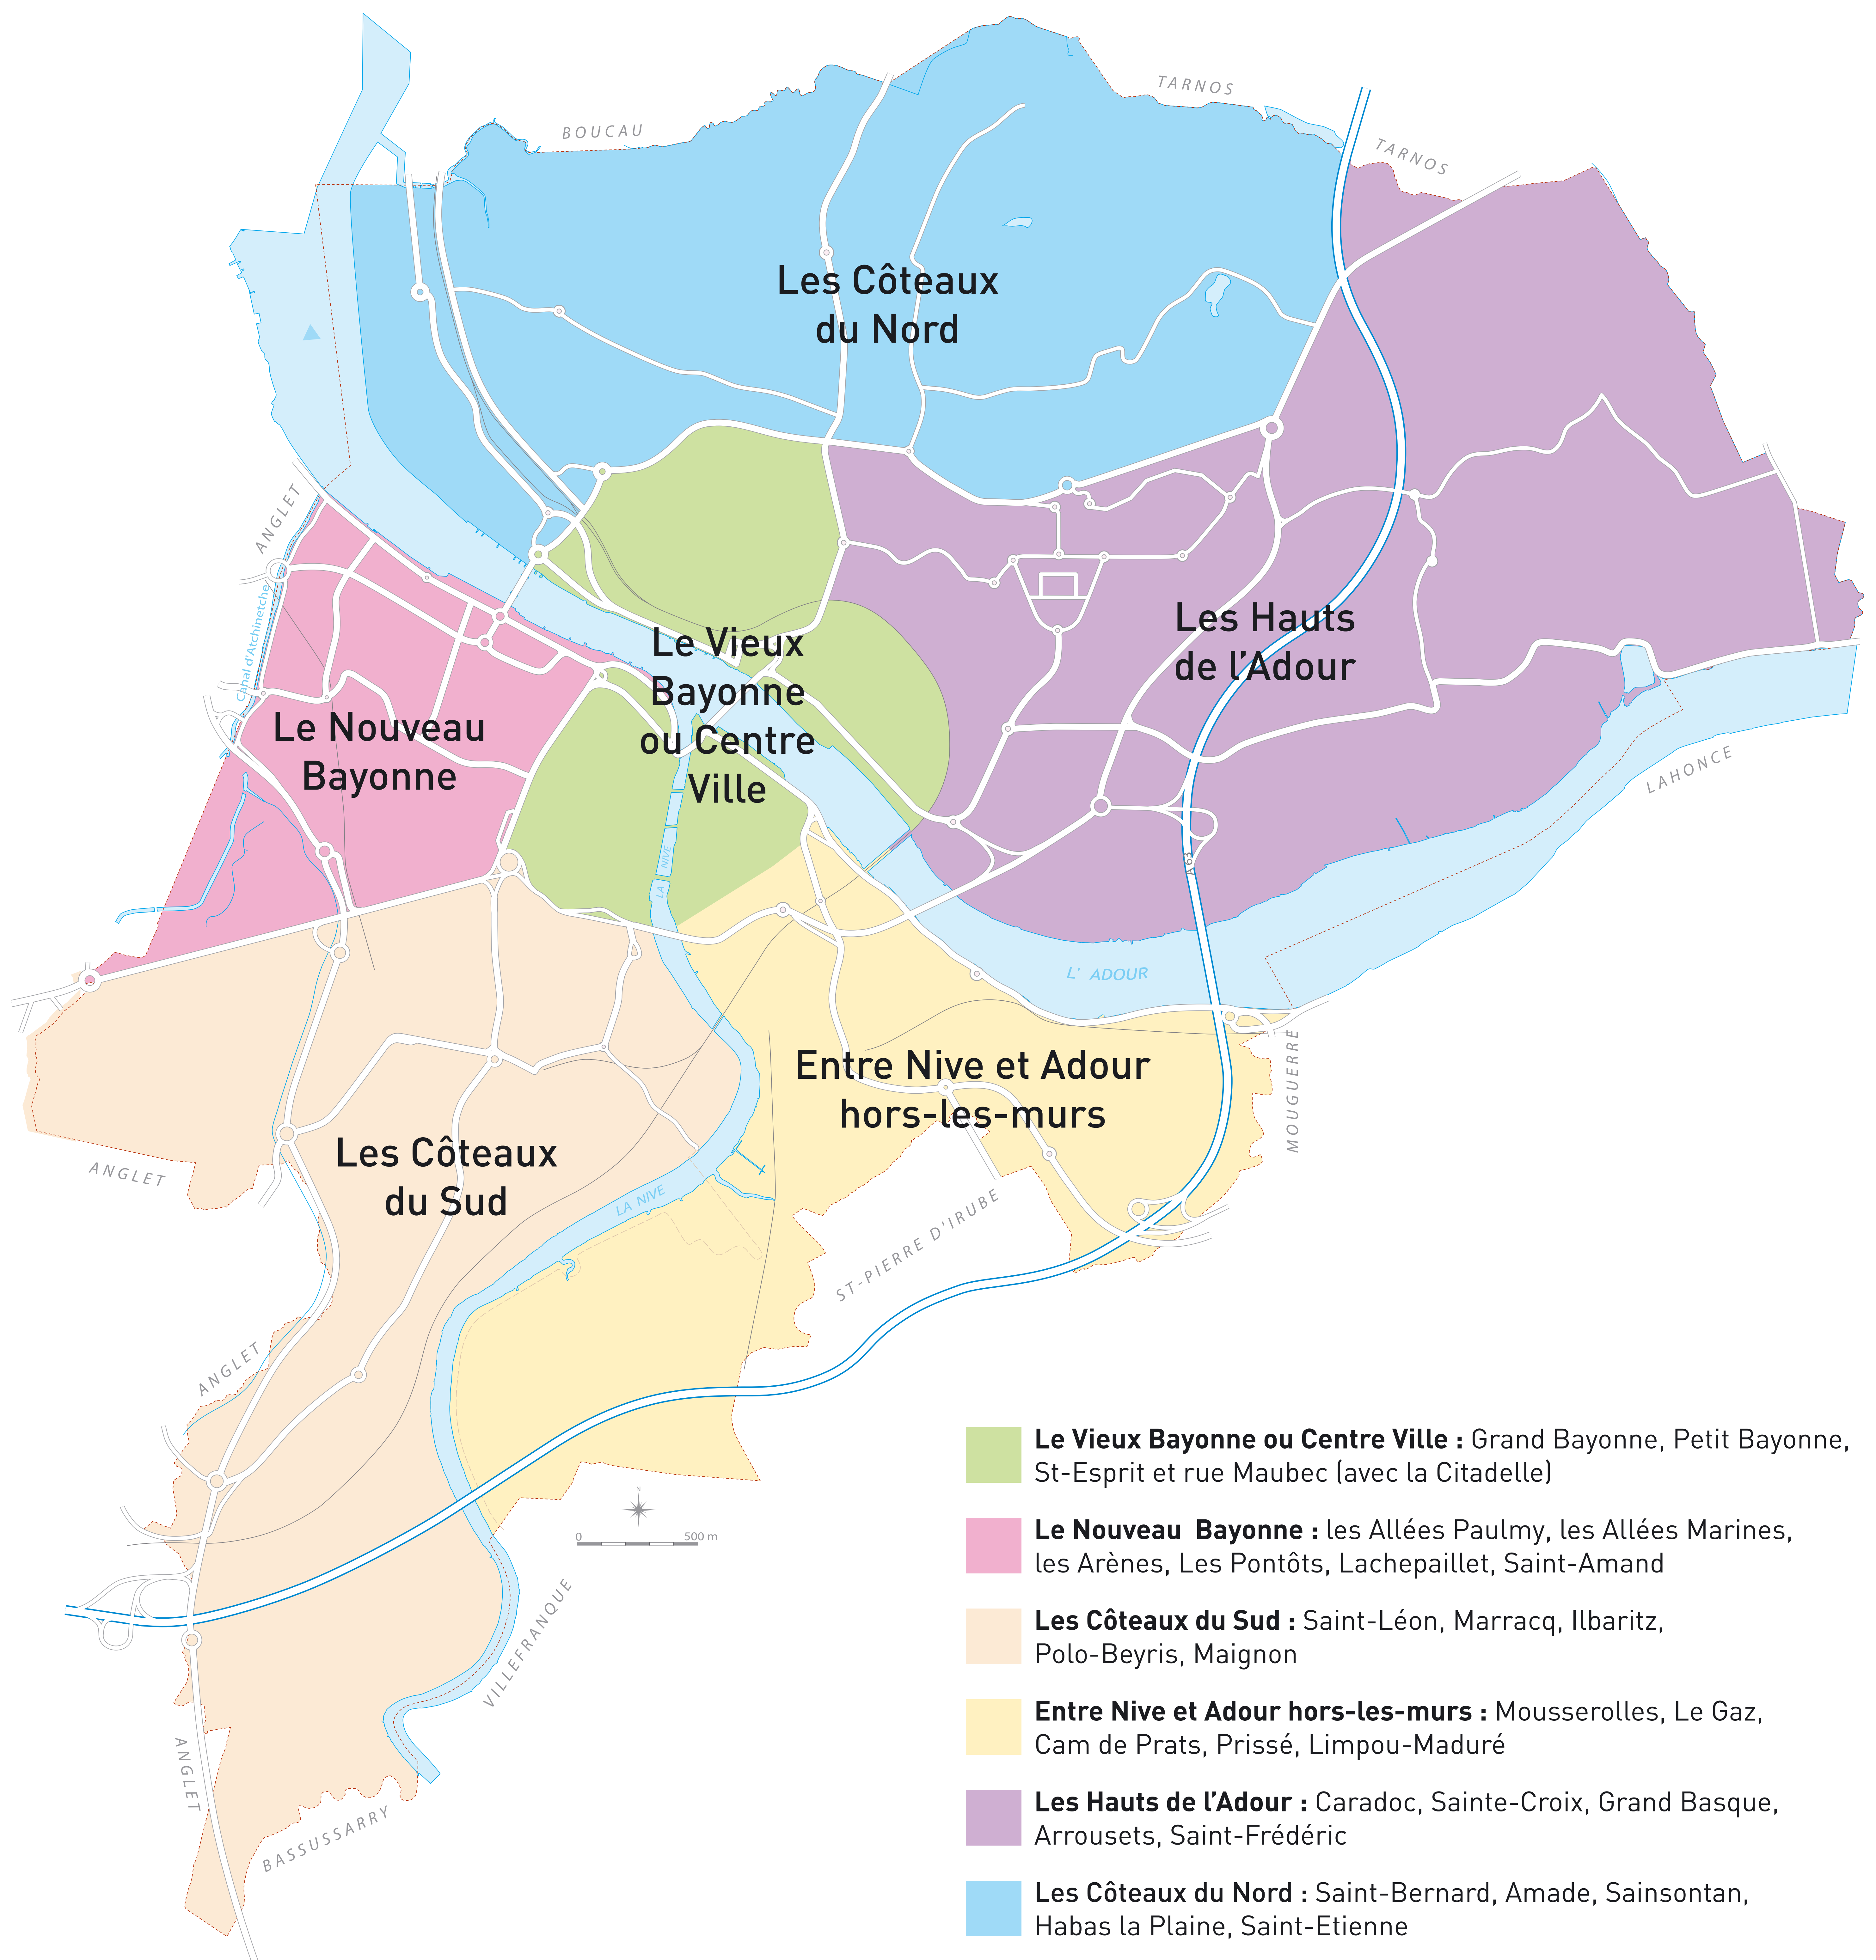 TARNOS
BOUCAU
TARNOS
Les Côteaux
du Nord
ANGLET
Canal d'Atchinetche
Les Hauts
de l'Adour
Le Vieux
Bayonne
ou Centre
Ville
Le Nouveau
Bayonne
LAHONCE
LA NIVE
A 63
LA
L' ADOUR
MOUGUERRE
Entre Nive et Adour
hors-les-murs
ANGLET
Les Côteaux
du Sud
LA NIVE
ST-PIERRE D'IRUBE
ANGLET
N
0 500 m
VILLEFRANQUE
ANGLET
BASSUSSARRY
Le Vieux Bayonne ou Centre Ville : Grand Bayonne, Petit Bayonne,
St-Esprit et rue Maubec (avec la Citadelle)
Le Nouveau Bayonne : les Allées Paulmy, les Allées Marines,
les Arènes, Les Pontôts, Lachepaillet, Saint-Amand
Les Côteaux du Sud : Saint-Léon, Marracq, Ilbaritz,
Polo-Beyris, Maignon
Entre Nive et Adour hors-les-murs : Mousserolles, Le Gaz,
Cam de Prats, Prissé, Limpou-Maduré
Les Hauts de l'Adour : Caradoc, Sainte-Croix, Grand Basque,
Arrousets, Saint-Frédéric
Les Côteaux du Nord : Saint-Bernard, Amade, Sainsontan,
Habas la Plaine, Saint-Etienne